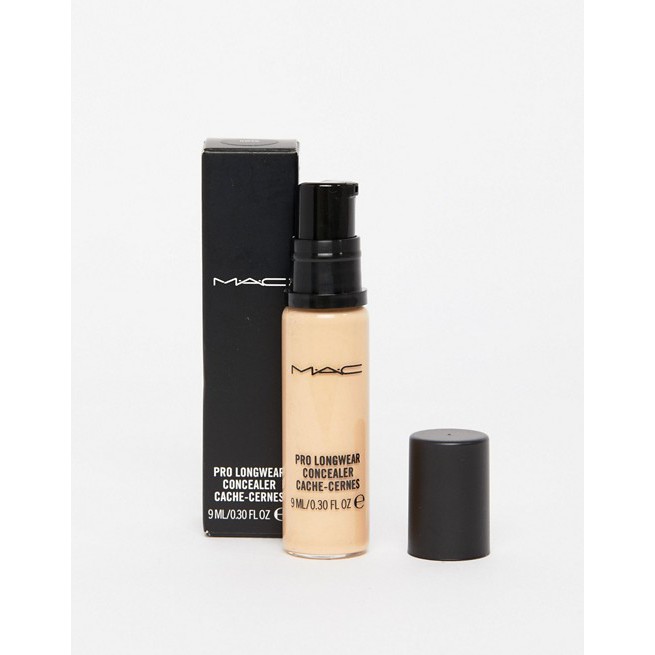 M·A·C
PRO LONGWEAR
CONCEALER
CACHE-CERNES
9 ML/0.30 FL OZ ℮
M·A·C
PRO LONGWEAR
CONCEALER
CACHE-CERNES
9 ML/0.30 FL OZ ℮